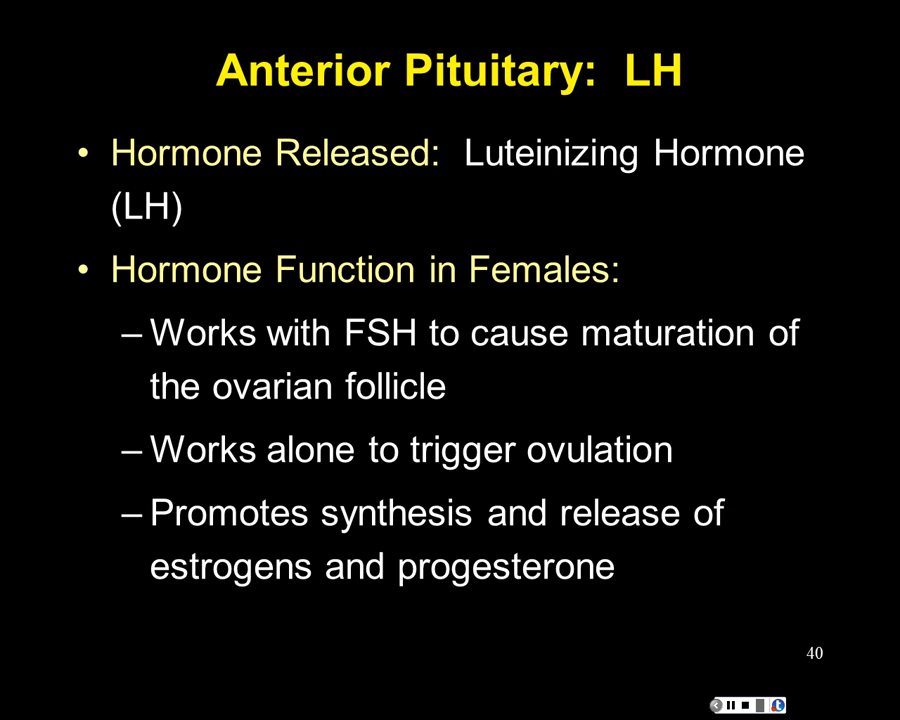 Anterior Pituitary: LH
• Hormone Released: Luteinizing Hormone
(LH)
• Hormone Function in Females:
– Works with FSH to cause maturation of
the ovarian follicle
– Works alone to trigger ovulation
– Promotes synthesis and release of
estrogens and progesterone
40